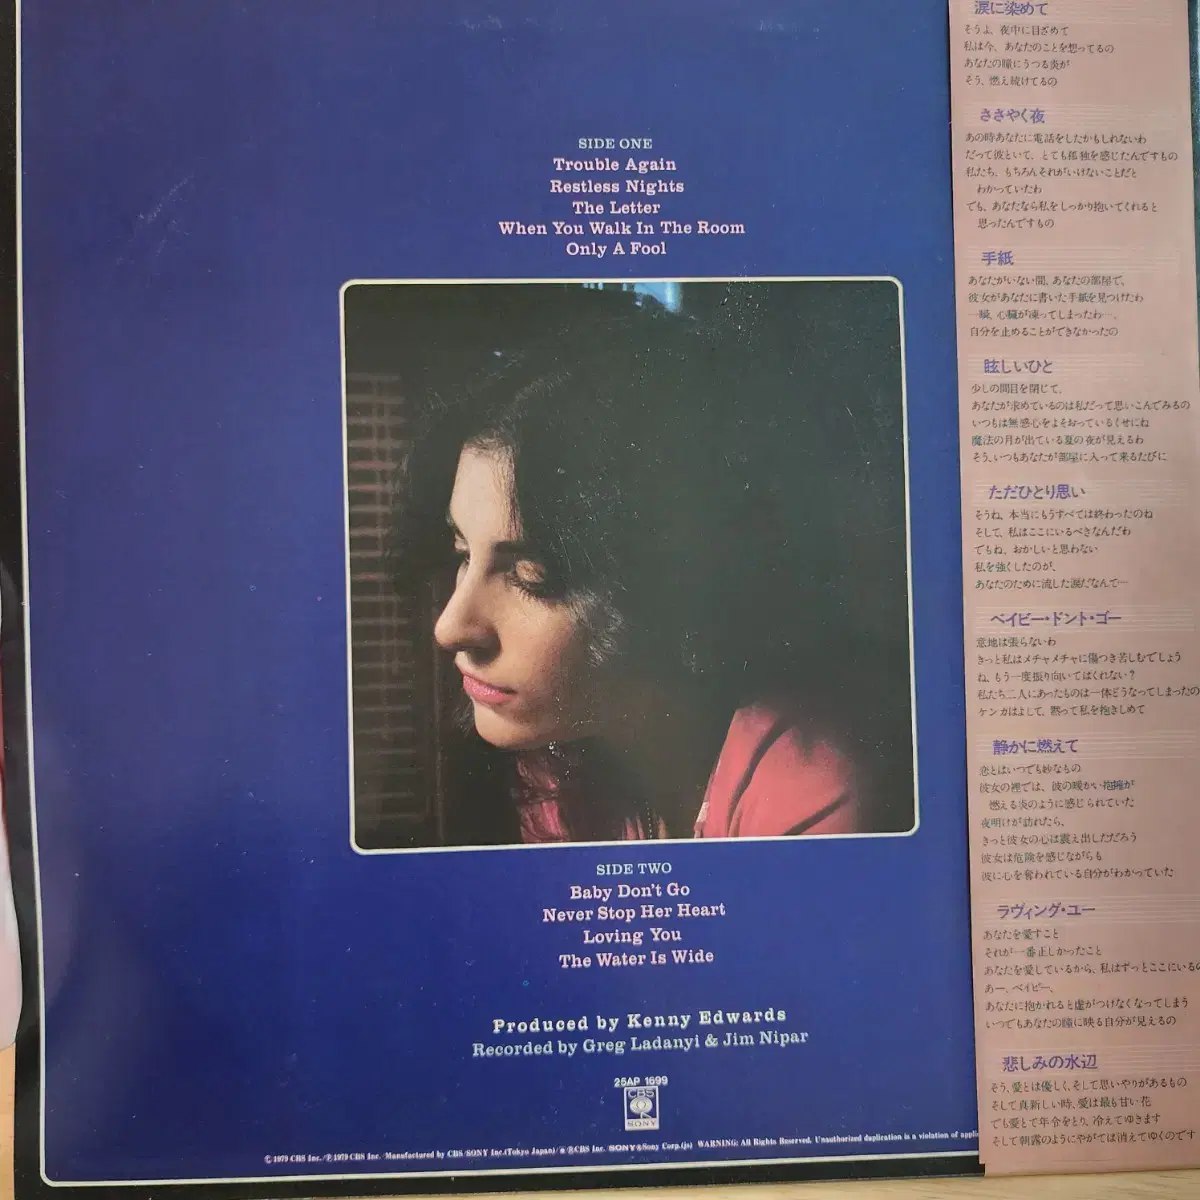 SIDE ONE
Trouble Again
Restless Nights
The Letter
When You Walk In The Room
Only A Fool
SIDE TWO
Baby Don't Go
Never Stop Her Heart
Loving You
The Water Is Wide
Produced by Kenny Edwards
Recorded by Greg Ladanyi & Jim Nipar
25AP 1699
CBS
SONY
©1979 CBS Inc./Ⓟ1979 CBS Inc./Manufactured by CBS/SONY Inc.(Tokyo Japan)/ CBS Inc. SONY®Sony Corp.(js) WARNING: All Rights Reserved. Unauthorized duplication is a violation of
涙に染めて
そうよ、夜中に目ざめて
私は今、あなたのことを想ってるの
あなたの瞳にうつる炎が
そう、燃え続けてるの
ささやく夜
あの時あなたに電話をしたかもしれないわ
だって彼といて、とても孤独を感じたんですもの
私たち、もちろんそれがいけないことだと
わかっていたわ
でも、あなたなら私をしっかり抱いてくれると
思ったんですもの
手紙
あなたがいない間、あなたの部屋で、
彼女があなたに書いた手紙を見つけたわ
一瞬、心臓が凍ってしまったわ…。
自分を止めることができなかったの
眩しいひと
少しの間目を閉じて、
あなたが求めているのは私だって思いこんでみるの
いつもは無感心をよそおっているくせにね
魔法の月が出ている夏の夜が見えるわ
そう、いつもあなたが部屋に入って来るたびに
ただひとり思い
そうね、本当にもうすべては終わったのね
そして、私はここにいるべきなんだわ
でもね、おかしいと思わない
私を強くしたのが、
あなたのために流した涙だなんて…
ベイビー・ドント・ゴー
意地は張らないわ
きっと私はメチャメチャに傷つき苦しむでしょう
ね、もう一度振り向いてはくれない?
私たち二人にあったものは一体どうなってしまったの
ケンカはよして、黙って私を抱きしめて
静かに燃えて
恋とはいつでも妙なもの
彼女の裡では、彼の暖かい抱擁が
燃える炎のように感じられていた
夜明けが訪れたら、
きっと彼女の心は震え出しただろう
彼女は危険を感じながらも
彼に心を奪われている自分がわかっていた
ラヴィング・ユー
あなたを愛すこと
それが一番正しかったこと
あなたを愛しているから、私はずっとここにいるの
あー、ベイビー、
あなたに抱かれると嘘がつけなくなってしまう
いつでもあなたの瞳に映る自分が見えるの
悲しみの水辺
そう、愛とは優しく、そして思いやりがあるもの
そして真新しい時、愛は最も甘い花
でも愛とて年令をとり、冷えてゆきます
そして朝露のようにやがては消えてゆくのです